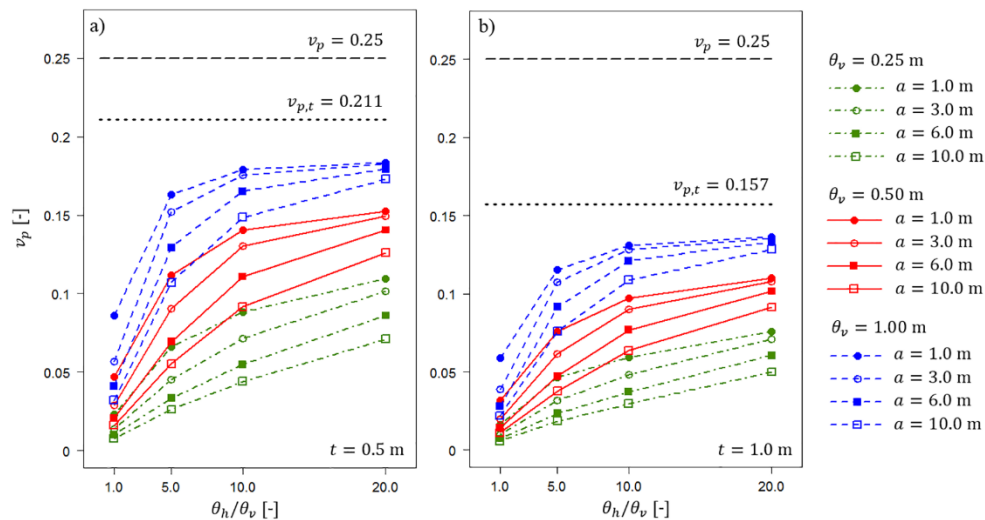 a)
v_p = 0.25
v_{p,t} = 0.211
0.25
0.2
0.15
0.1
0.05
0
v_p [-]
t = 0.5 m
1.0 5.0 10.0 20.0
θ_h/θ_v [-]
b)
v_p = 0.25
v_{p,t} = 0.157
0.25
0.2
0.15
0.1
0.05
0
t = 1.0 m
1.0 5.0 10.0 20.0
θ_h/θ_v [-]
θ_v = 0.25 m
a = 1.0 m
a = 3.0 m
a = 6.0 m
a = 10.0 m
θ_v = 0.50 m
a = 1.0 m
a = 3.0 m
a = 6.0 m
a = 10.0 m
θ_v = 1.00 m
a = 1.0 m
a = 3.0 m
a = 6.0 m
a = 10.0 m